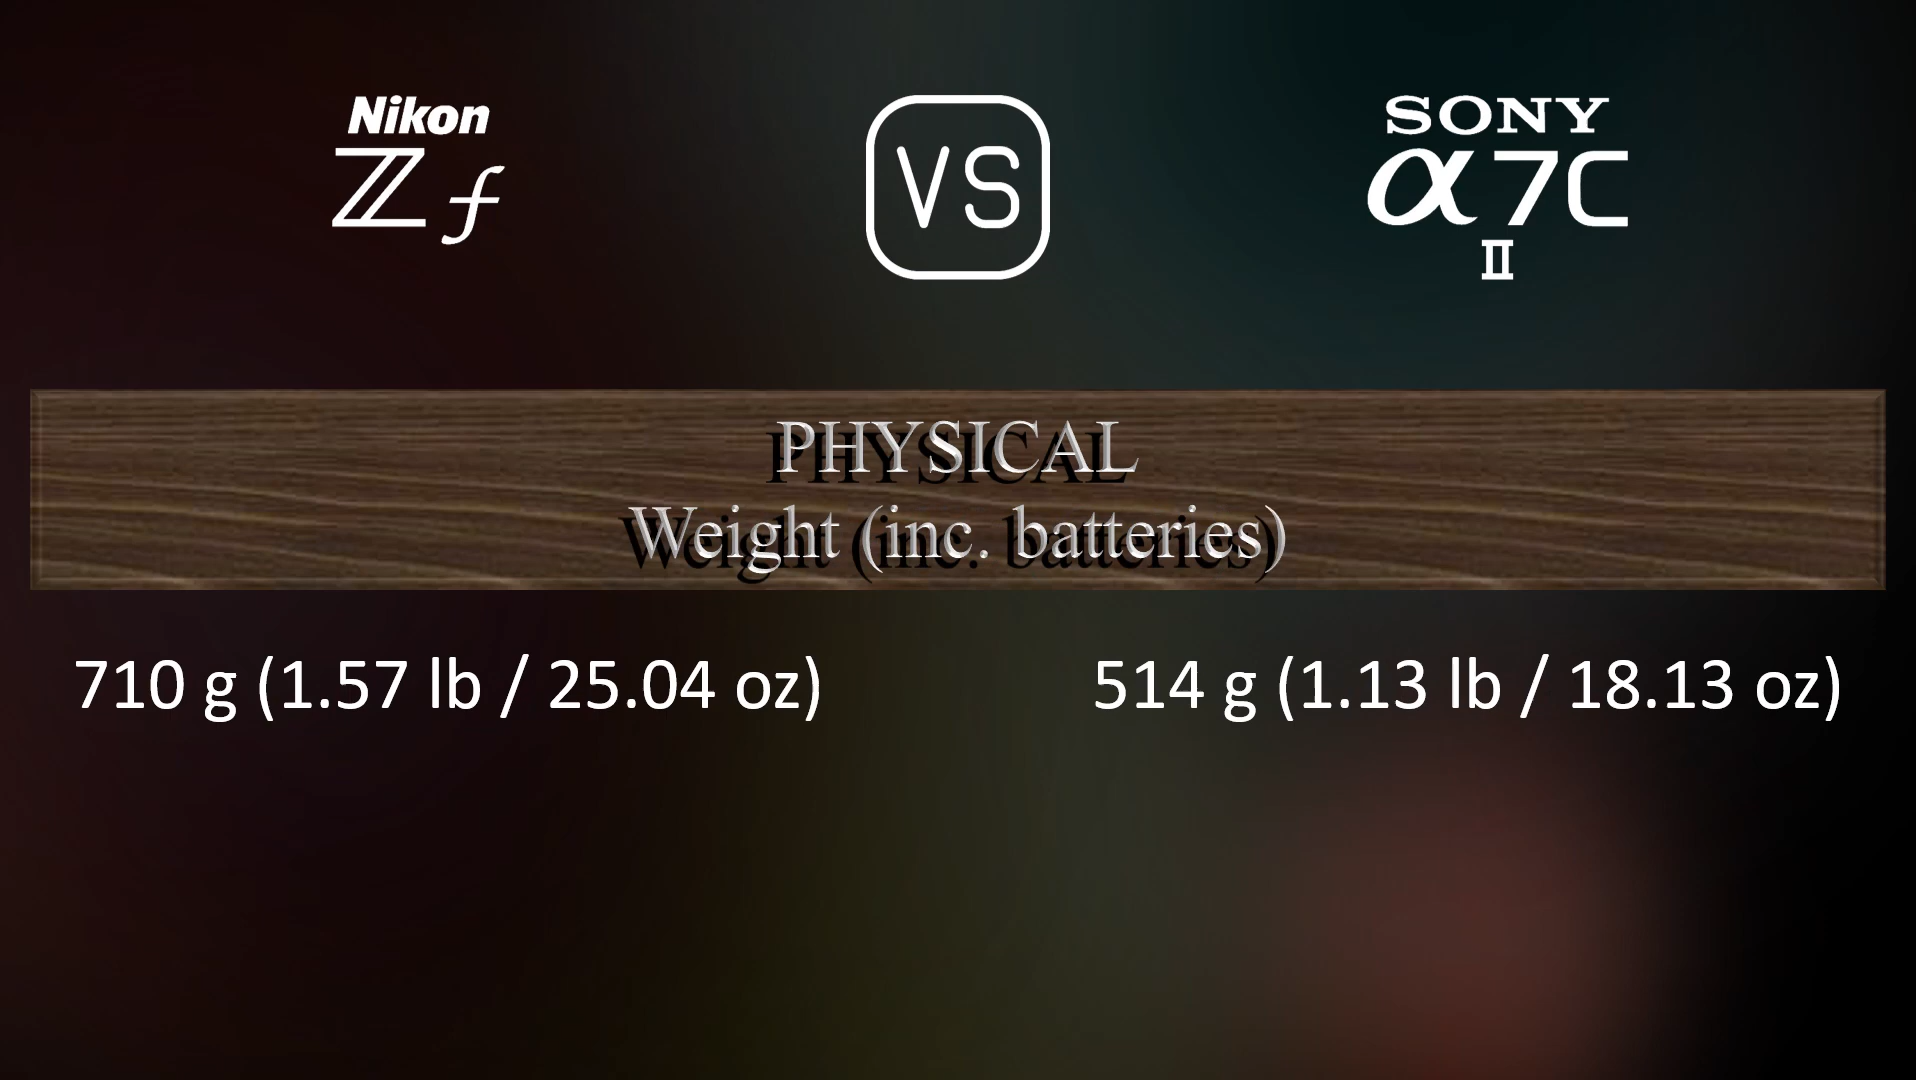 Nikon
Z f
VS
SONY
α7C
II
PHYSICAL
Weight (inc. batteries)
710 g (1.57 lb / 25.04 oz)
514 g (1.13 lb / 18.13 oz)